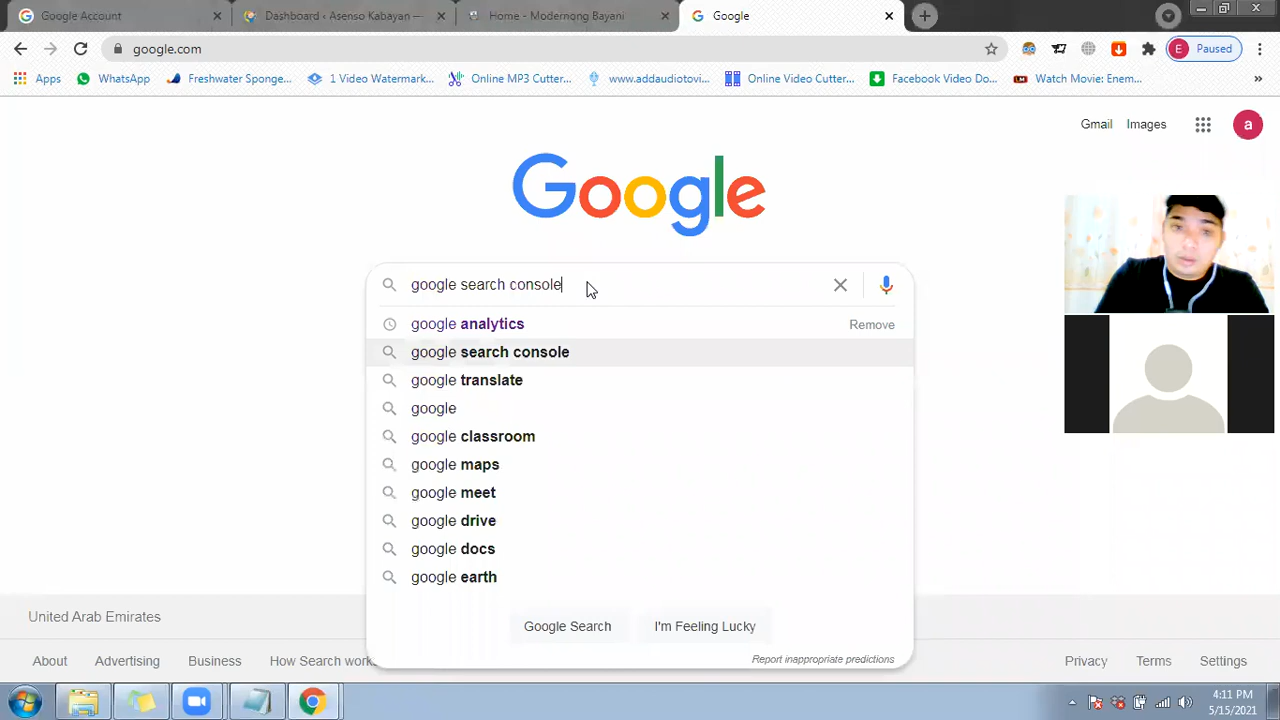 Google Account
Dashboard ‹ Asenso Kabayan —
Home - Modernong Bayani
Google
google.com
E Paused
Apps
WhatsApp
Freshwater Sponge...
1 Video Watermark...
Online MP3 Cutter...
www.addaudiotovi...
Online Video Cutter...
Facebook Video Do...
Watch Movie: Enem...
»
Gmail
Images
a
Google
google search console
google analytics
Remove
google search console
google translate
google
google classroom
google maps
google meet
google drive
google docs
google earth
Google Search
I'm Feeling Lucky
Report inappropriate predictions
United Arab Emirates
About
Advertising
Business
How Search works
Privacy
Terms
Settings
4:11 PM
5/15/2021